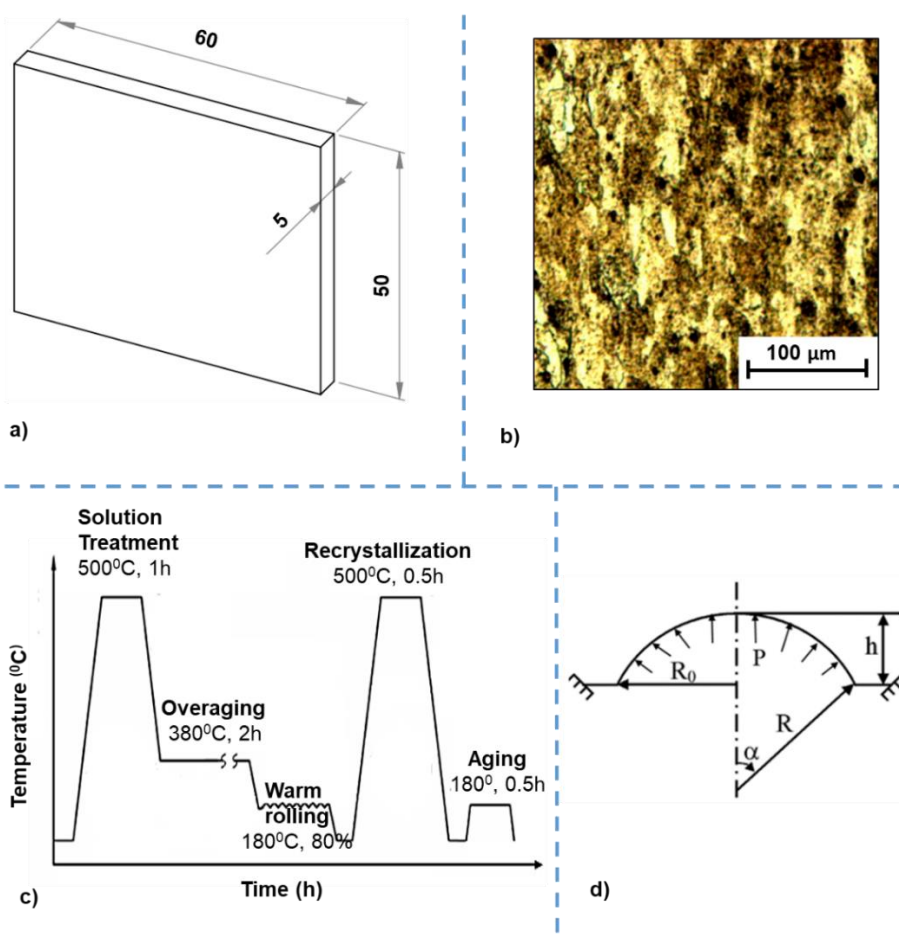 60
5
50
a)
100 µm
b)
Solution
Treatment
500⁰C, 1h
Recrystallization
500⁰C, 0.5h
Overaging
380⁰C, 2h
Warm
rolling
180⁰C, 80%
Aging
180⁰, 0.5h
Temperature (⁰C)
Time (h)
c)
h
P
R₀
R
α
d)